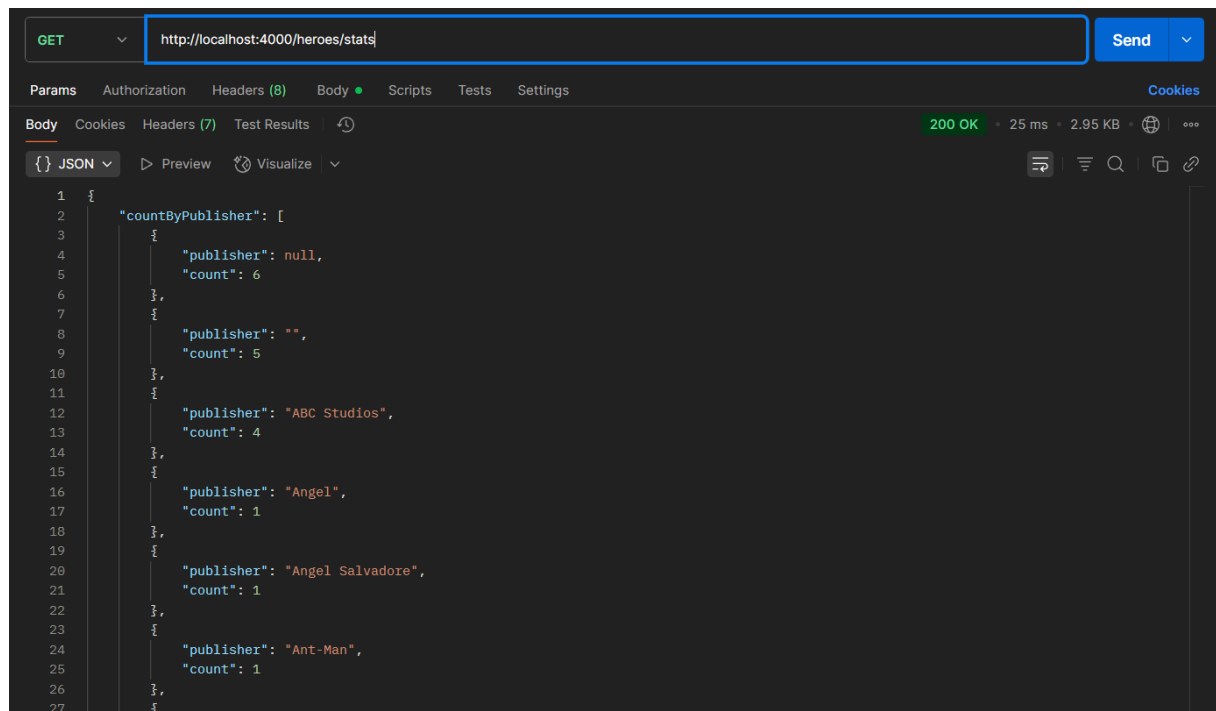 GET http://localhost:4000/heroes/stats Send
Params Authorization Headers (8) Body Scripts Tests Settings Cookies
Body Cookies Headers (7) Test Results 200 OK • 25 ms • 2.95 KB
{} JSON Preview Visualize
1 {
2 "countByPublisher": [
3 {
4 "publisher": null,
5 "count": 6
6 },
7 {
8 "publisher": "",
9 "count": 5
10 },
11 {
12 "publisher": "ABC Studios",
13 "count": 4
14 },
15 {
16 "publisher": "Angel",
17 "count": 1
18 },
19 {
20 "publisher": "Angel Salvadore",
21 "count": 1
22 },
23 {
24 "publisher": "Ant-Man",
25 "count": 1
26 },
27 {